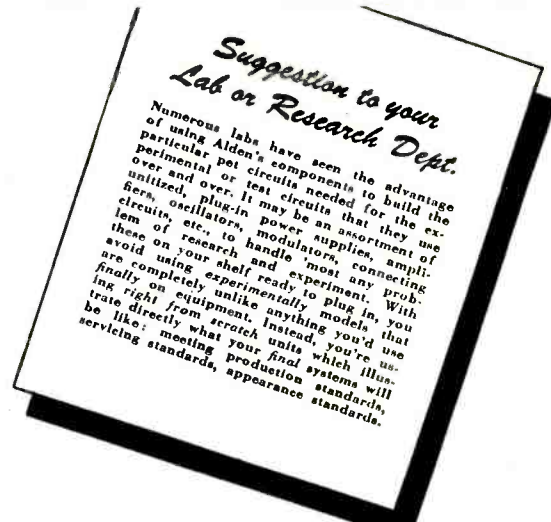 Suggestion to your
Lab or Research Dept.
Numerous labs have seen the advantage
of using Alden's components to build the
particular pet circuits needed for the ex-
perimental or test circuits that they use
over and over. It may be an assortment of
unitized, plug-in power supplies, ampli-
fiers, oscillators, modulators, connecting
circuits, etc., to handle most any prob-
lem of research and experiment. With
these on your shelf ready to plug in, you
avoid using experimentally models that
are completely unlike anything you'd use
finally on equipment. Instead, you're us-
ing right from scratch units which illus-
trate directly what your final systems will
be like: meeting production standards,
servicing standards, appearance standards.